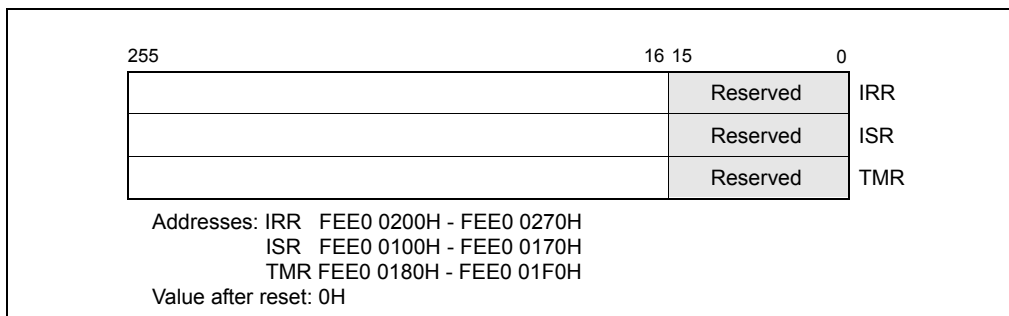 255 16 15 0
Reserved IRR
Reserved ISR
Reserved TMR
Addresses: IRR FEE0 0200H - FEE0 0270H
ISR FEE0 0100H - FEE0 0170H
TMR FEE0 0180H - FEE0 01F0H
Value after reset: 0H